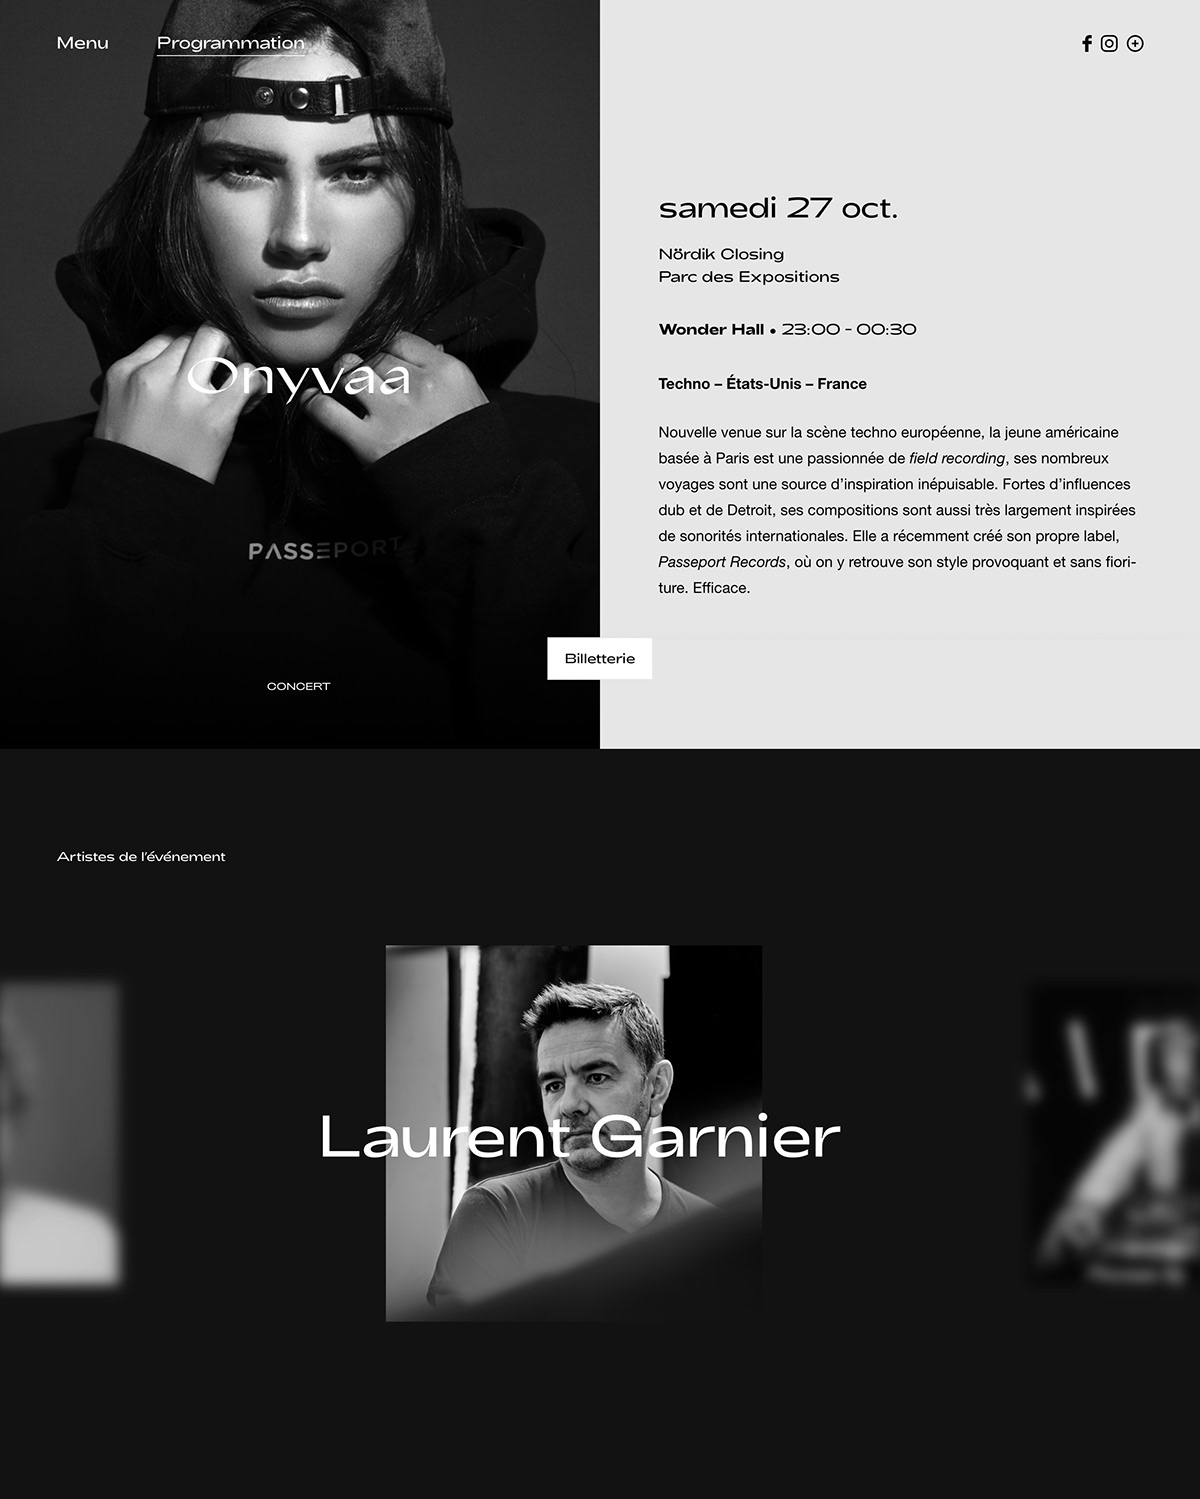 Menu
Programmation
Onyvaa
PASSEPORT
CONCERT
samedi 27 oct.
Nördik Closing
Parc des Expositions
Wonder Hall • 23:00 - 00:30
Techno – États-Unis – France
Nouvelle venue sur la scène techno européenne, la jeune américaine
basée à Paris est une passionnée de field recording, ses nombreux
voyages sont une source d’inspiration inépuisable. Fortes d’influences
dub et de Detroit, ses compositions sont aussi très largement inspirées
de sonorités internationales. Elle a récemment créé son propre label,
Passeport Records, où on y retrouve son style provoquant et sans fiori-
ture. Efficace.
Billetterie
Artistes de l’événement
Laurent Garnier